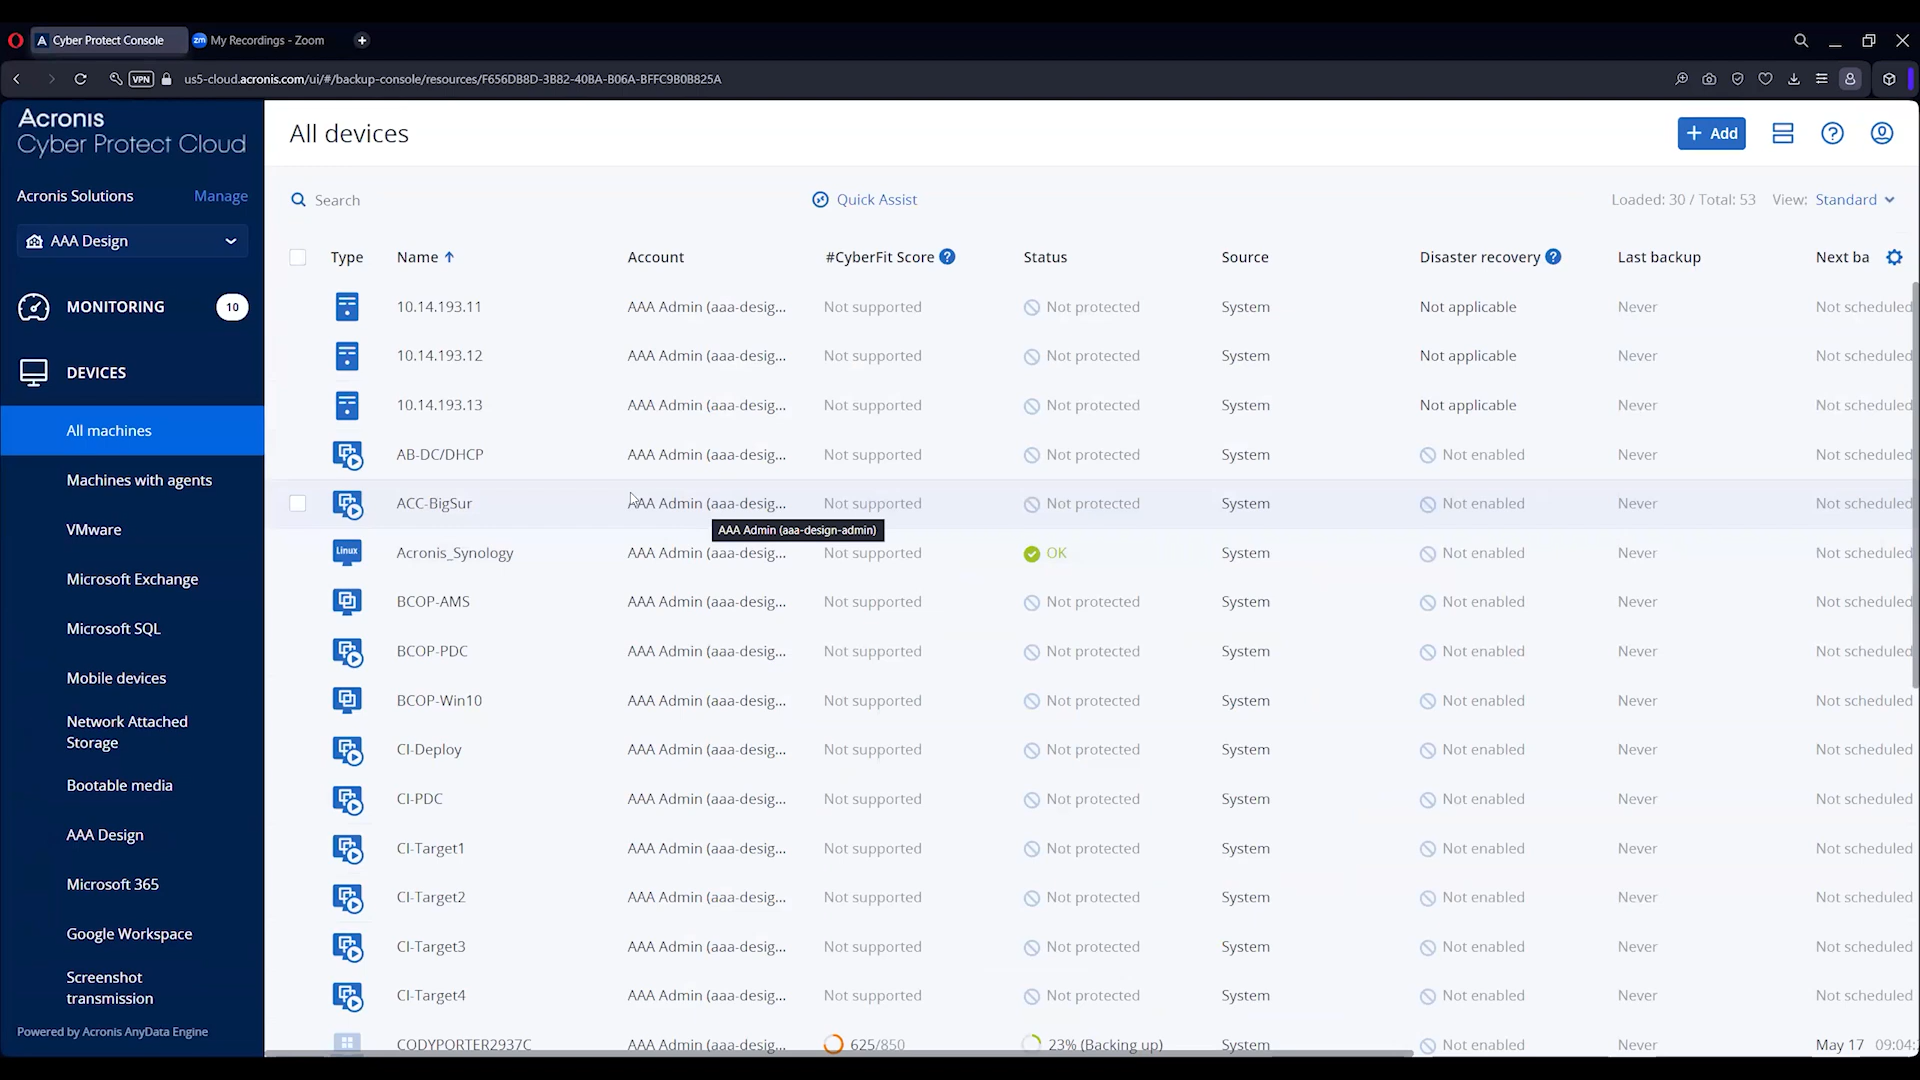 Cyber Protect Console
My Recordings - Zoom
VPN
us5-cloud.acronis.com/ui/#/backup-console/resources/F656DB8D-3B82-40BA-B06A-BFFC9B0B825A
Acronis
Cyber Protect Cloud
Acronis Solutions Manage
AAA Design
MONITORING 10
DEVICES
All machines
Machines with agents
VMware
Microsoft Exchange
Microsoft SQL
Mobile devices
Network Attached
Storage
Bootable media
AAA Design
Microsoft 365
Google Workspace
Screenshot
transmission
Powered by Acronis AnyData Engine
All devices
+ Add
Search
Quick Assist
Loaded: 30 / Total: 53 View: Standard
Type Name Account #CyberFit Score Status Source Disaster recovery Last backup Next ba
10.14.193.11 AAA Admin (aaa-desig... Not supported Not protected System Not applicable Never Not scheduled
10.14.193.12 AAA Admin (aaa-desig... Not supported Not protected System Not applicable Never Not scheduled
10.14.193.13 AAA Admin (aaa-desig... Not supported Not protected System Not applicable Never Not scheduled
AB-DC/DHCP AAA Admin (aaa-desig... Not supported Not protected System Not enabled Never Not scheduled
ACC-BigSur AAA Admin (aaa-desig... Not supported Not protected System Not enabled Never Not scheduled
AAA Admin (aaa-design-admin)
Linux Acronis_Synology AAA Admin (aaa-desig... Not supported OK System Not enabled Never Not scheduled
BCOP-AMS AAA Admin (aaa-desig... Not supported Not protected System Not enabled Never Not scheduled
BCOP-PDC AAA Admin (aaa-desig... Not supported Not protected System Not enabled Never Not scheduled
BCOP-Win10 AAA Admin (aaa-desig... Not supported Not protected System Not enabled Never Not scheduled
CI-Deploy AAA Admin (aaa-desig... Not supported Not protected System Not enabled Never Not scheduled
CI-PDC AAA Admin (aaa-desig... Not supported Not protected System Not enabled Never Not scheduled
CI-Target1 AAA Admin (aaa-desig... Not supported Not protected System Not enabled Never Not scheduled
CI-Target2 AAA Admin (aaa-desig... Not supported Not protected System Not enabled Never Not scheduled
CI-Target3 AAA Admin (aaa-desig... Not supported Not protected System Not enabled Never Not scheduled
CI-Target4 AAA Admin (aaa-desig... Not supported Not protected System Not enabled Never Not scheduled
CODYPORTER2937C AAA Admin (aaa-desig... 625/850 23% (Backing up) System Not enabled Never May 17 09:04: